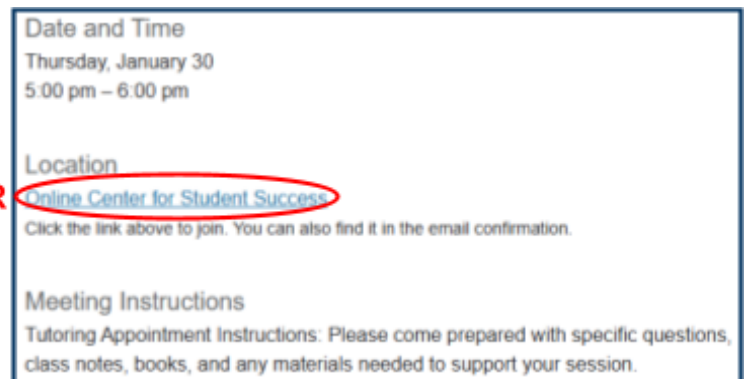 Date and Time
Thursday, January 30
5:00 pm – 6:00 pm
Location
R
Online Center for Student Success
Click the link above to join. You can also find it in the email confirmation.
Meeting Instructions
Tutoring Appointment Instructions: Please come prepared with specific questions,
class notes, books, and any materials needed to support your session.